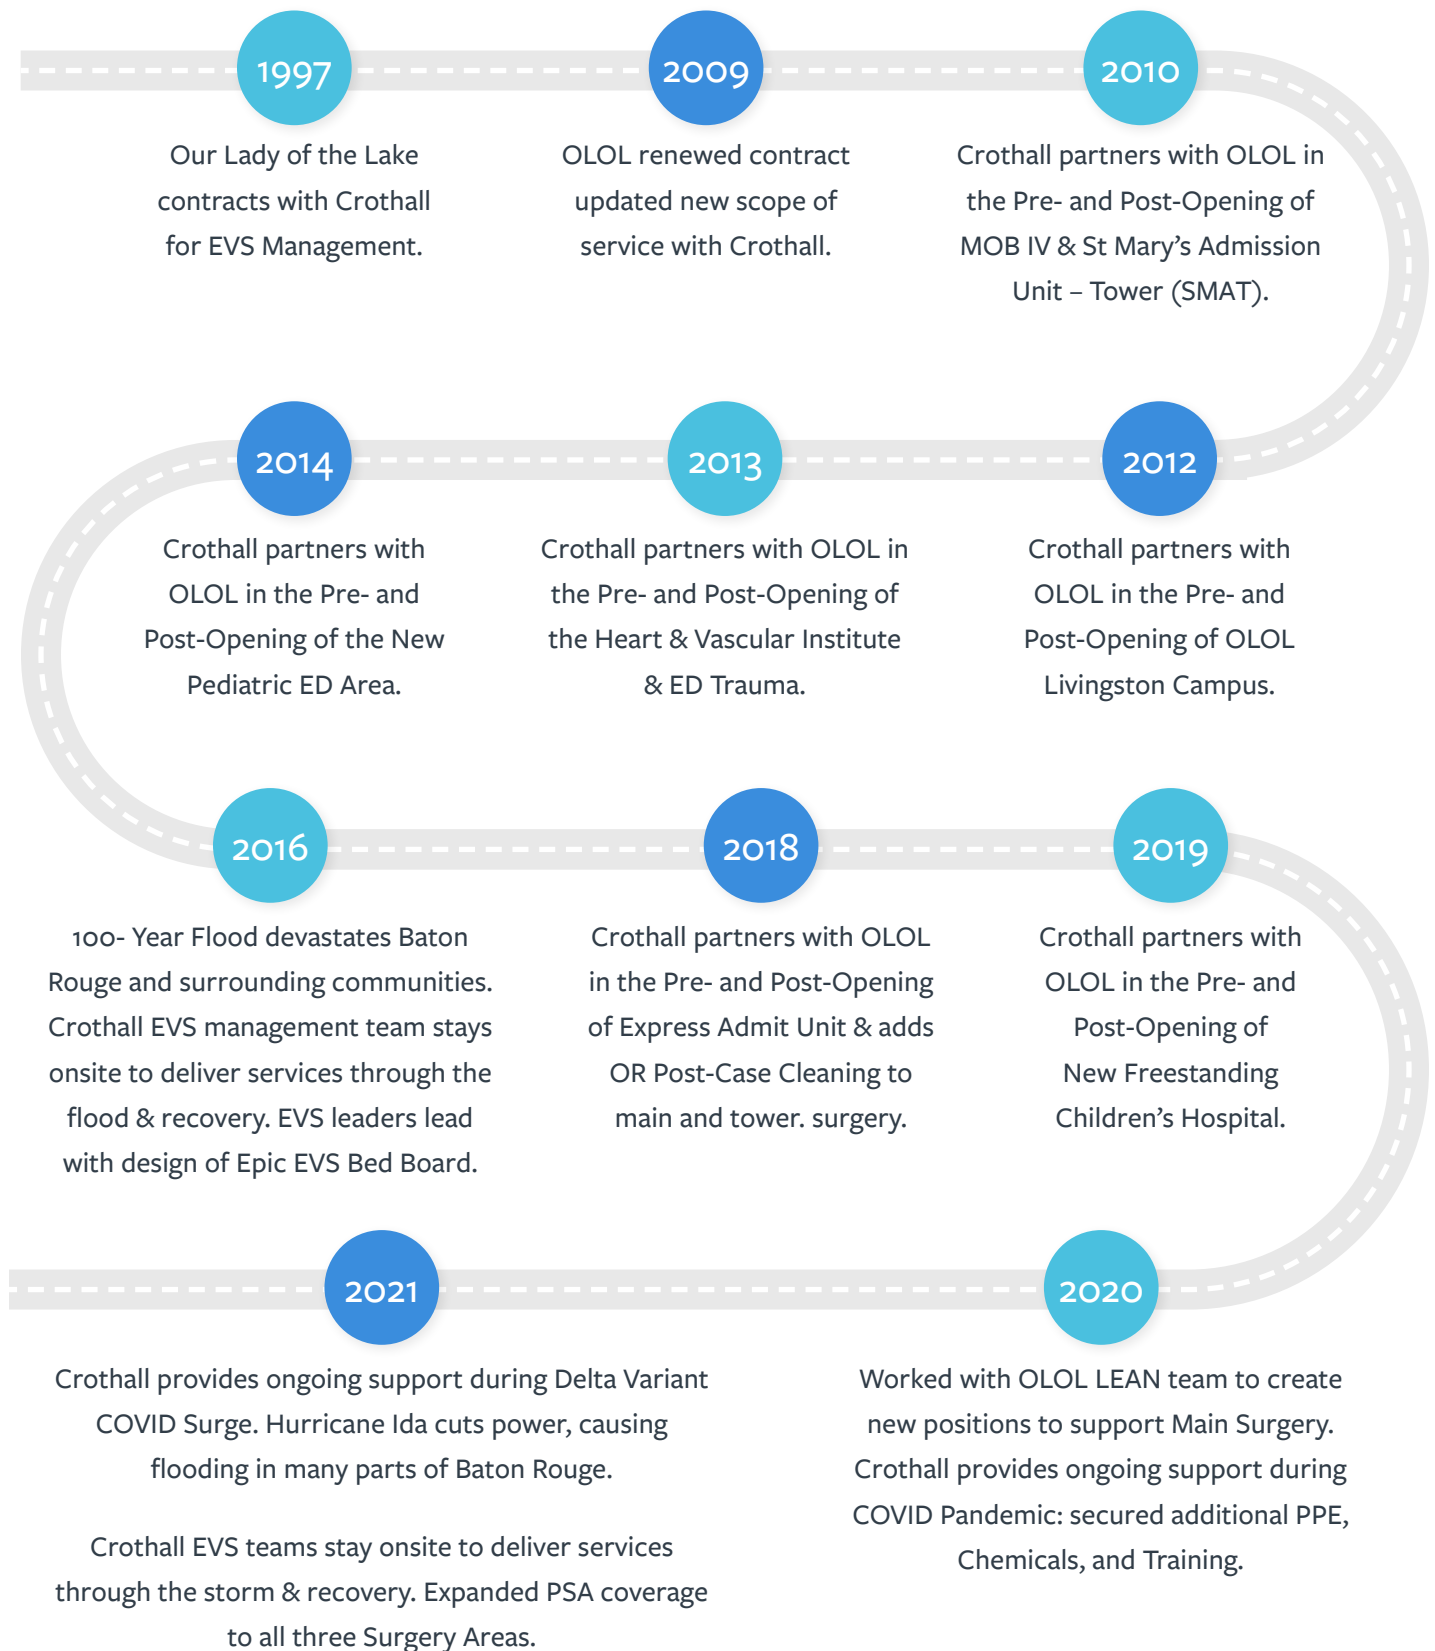 1997
Our Lady of the Lake
contracts with Crothall
for EVS Management.
2009
OLOL renewed contract
updated new scope of
service with Crothall.
2010
Crothall partners with OLOL in
the Pre- and Post-Opening of
MOB IV & St Mary’s Admission
Unit – Tower (SMAT).
2012
Crothall partners with
OLOL in the Pre- and
Post-Opening of OLOL
Livingston Campus.
2013
Crothall partners with OLOL in
the Pre- and Post-Opening of
the Heart & Vascular Institute
& ED Trauma.
2014
Crothall partners with
OLOL in the Pre- and
Post-Opening of the New
Pediatric ED Area.
2016
100- Year Flood devastates Baton
Rouge and surrounding communities.
Crothall EVS management team stays
onsite to deliver services through the
flood & recovery. EVS leaders lead
with design of Epic EVS Bed Board.
2018
Crothall partners with OLOL
in the Pre- and Post-Opening
of Express Admit Unit & adds
OR Post-Case Cleaning to
main and tower. surgery.
2019
Crothall partners with
OLOL in the Pre- and
Post-Opening of
New Freestanding
Children’s Hospital.
2020
Worked with OLOL LEAN team to create
new positions to support Main Surgery.
Crothall provides ongoing support during
COVID Pandemic: secured additional PPE,
Chemicals, and Training.
2021
Crothall provides ongoing support during Delta Variant
COVID Surge. Hurricane Ida cuts power, causing
flooding in many parts of Baton Rouge.
Crothall EVS teams stay onsite to deliver services
through the storm & recovery. Expanded PSA coverage
to all three Surgery Areas.